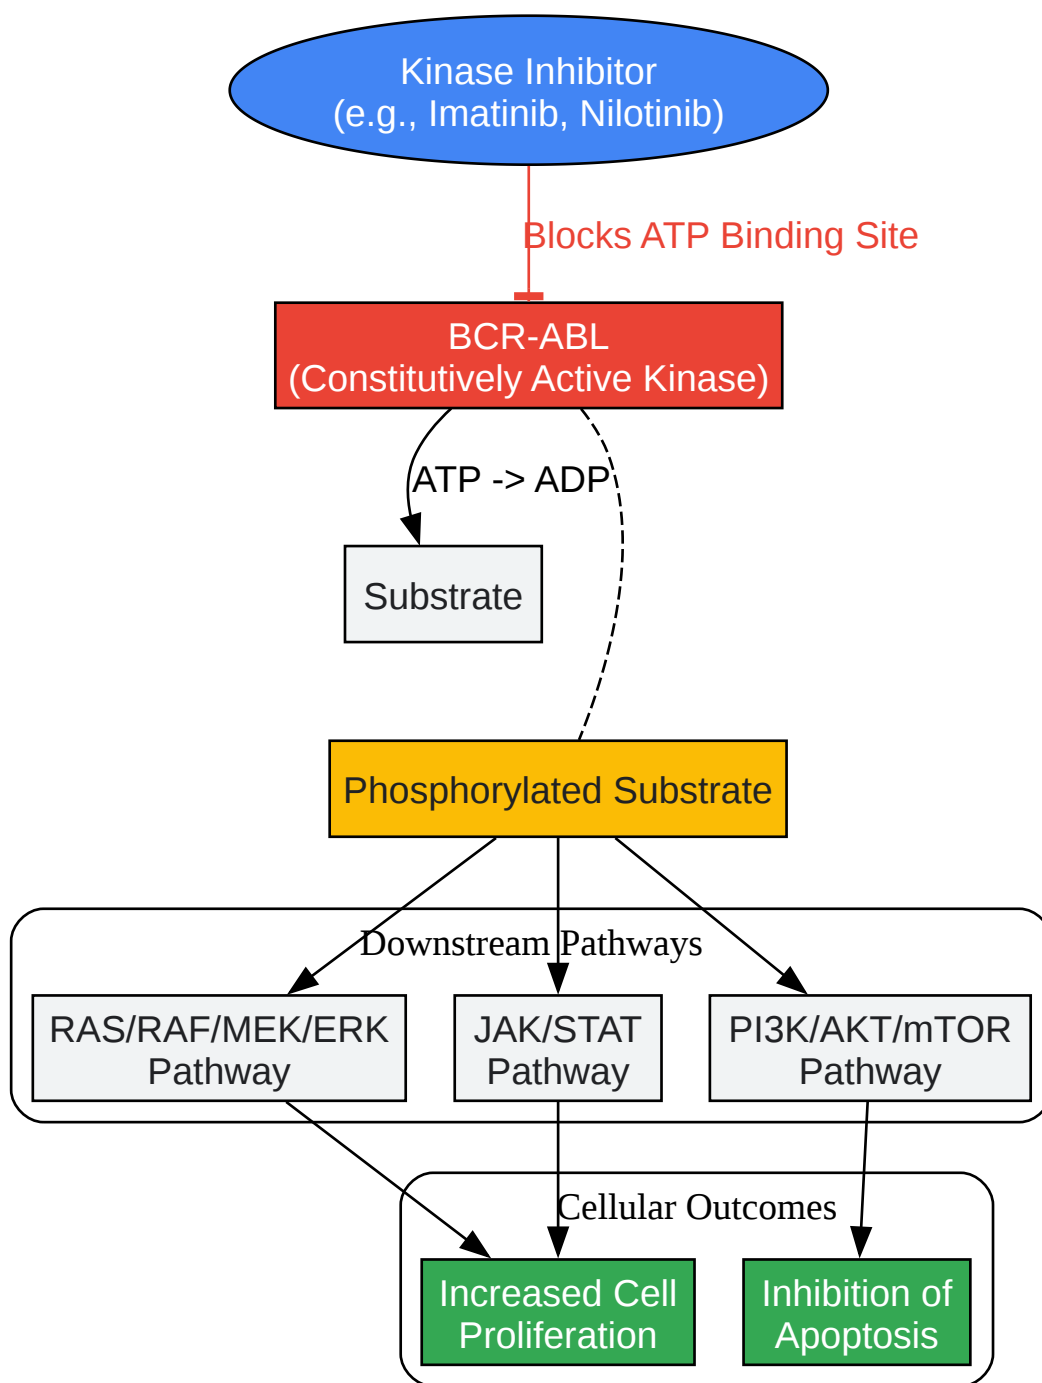 Kinase Inhibitor
(e.g., Imatinib, Nilotinib)
Blocks ATP Binding Site
BCR-ABL
(Constitutively Active Kinase)
ATP -> ADP
Substrate
Phosphorylated Substrate
Downstream Pathways
RAS/RAF/MEK/ERK
Pathway
JAK/STAT
Pathway
PI3K/AKT/mTOR
Pathway
Cellular Outcomes
Increased Cell
Proliferation
Inhibition of
Apoptosis